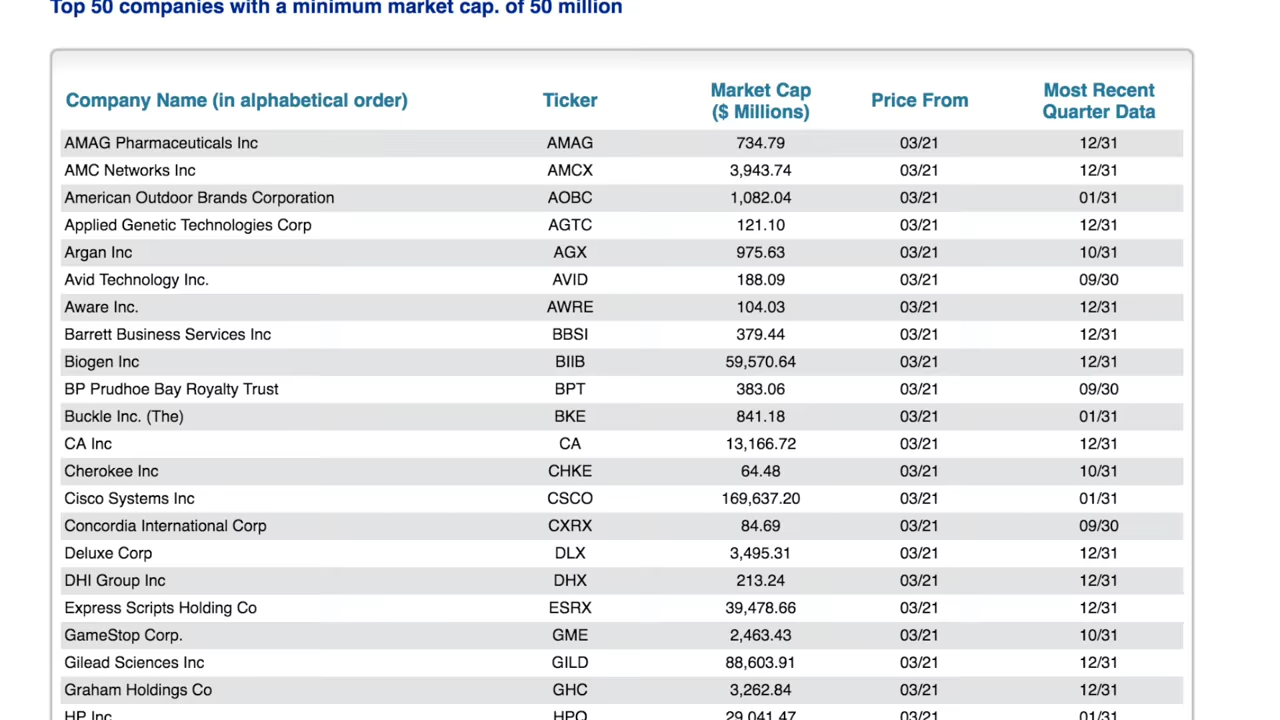 Top 50 companies with a minimum market cap. of 50 million
Company Name (in alphabetical order) Ticker Market Cap ($ Millions) Price From Most Recent Quarter Data
AMAG Pharmaceuticals Inc AMAG 734.79 03/21 12/31
AMC Networks Inc AMCX 3,943.74 03/21 12/31
American Outdoor Brands Corporation AOBC 1,082.04 03/21 01/31
Applied Genetic Technologies Corp AGTC 121.10 03/21 12/31
Argan Inc AGX 975.63 03/21 10/31
Avid Technology Inc. AVID 188.09 03/21 09/30
Aware Inc. AWRE 104.03 03/21 12/31
Barrett Business Services Inc BBSI 379.44 03/21 12/31
Biogen Inc BIIB 59,570.64 03/21 12/31
BP Prudhoe Bay Royalty Trust BPT 383.06 03/21 09/30
Buckle Inc. (The) BKE 841.18 03/21 01/31
CA Inc CA 13,166.72 03/21 12/31
Cherokee Inc CHKE 64.48 03/21 10/31
Cisco Systems Inc CSCO 169,637.20 03/21 01/31
Concordia International Corp CXRX 84.69 03/21 09/30
Deluxe Corp DLX 3,495.31 03/21 12/31
DHI Group Inc DHX 213.24 03/21 12/31
Express Scripts Holding Co ESRX 39,478.66 03/21 12/31
GameStop Corp. GME 2,463.43 03/21 10/31
Gilead Sciences Inc GILD 88,603.91 03/21 12/31
Graham Holdings Co GHC 3,262.84 03/21 12/31
HP Inc HPQ 29,041.47 03/21 01/31